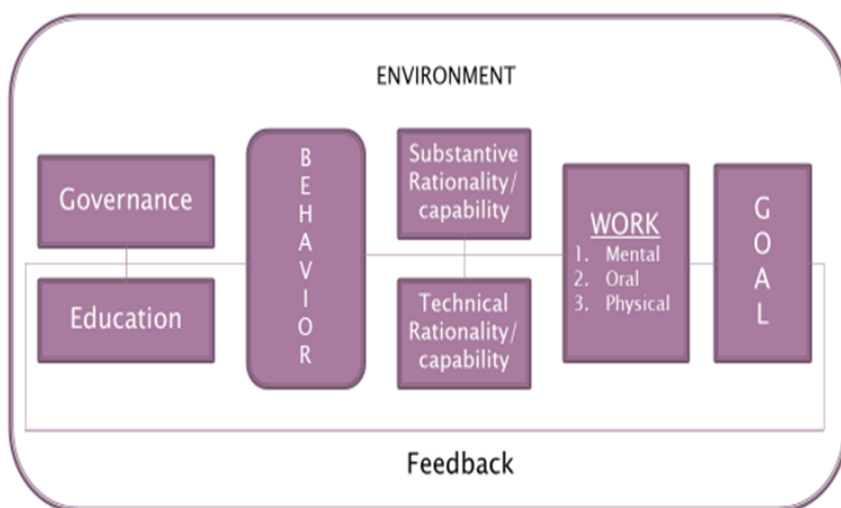 ENVIRONMENT
Governance
Education
B
E
H
A
V
I
O
R
Substantive
Rationality/
capability
Technical
Rationality/
capability
WORK
1. Mental
2. Oral
3. Physical
G
O
A
L
Feedback